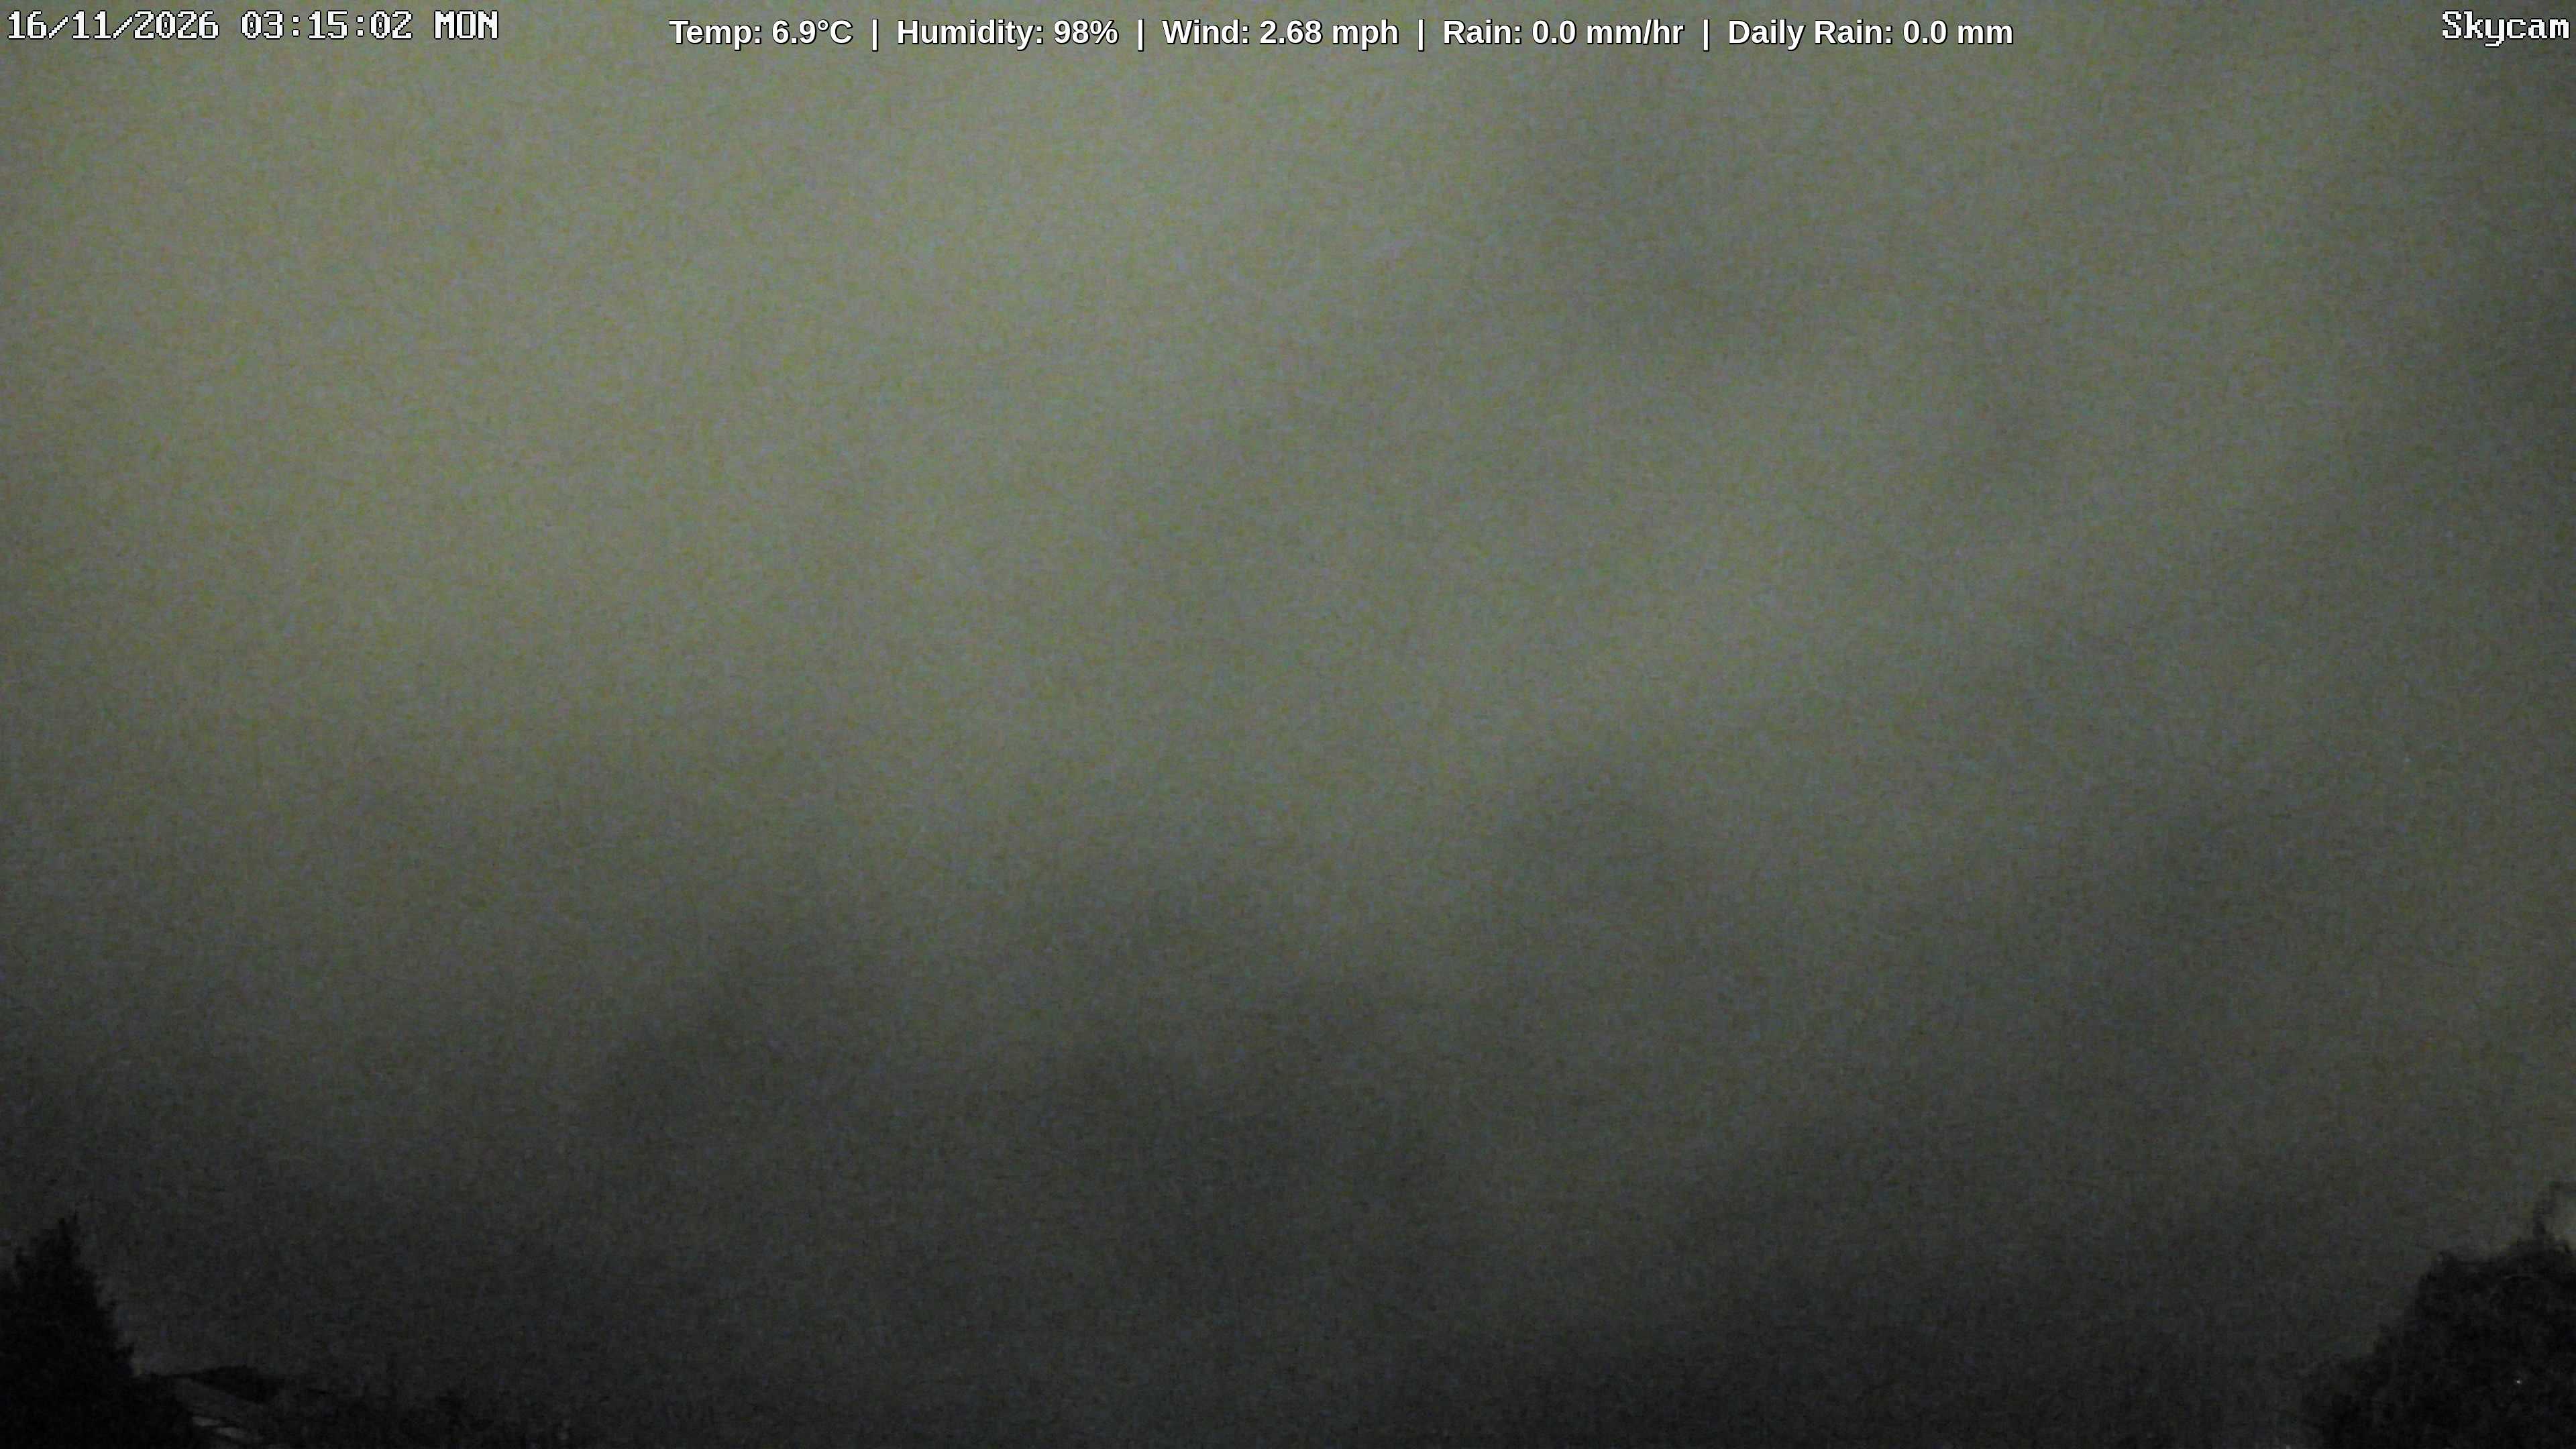 16/11/2026 03:15:02 MON
Temp: 6.9°C | Humidity: 98% | Wind: 2.68 mph | Rain: 0.0 mm/hr | Daily Rain: 0.0 mm
Skycam